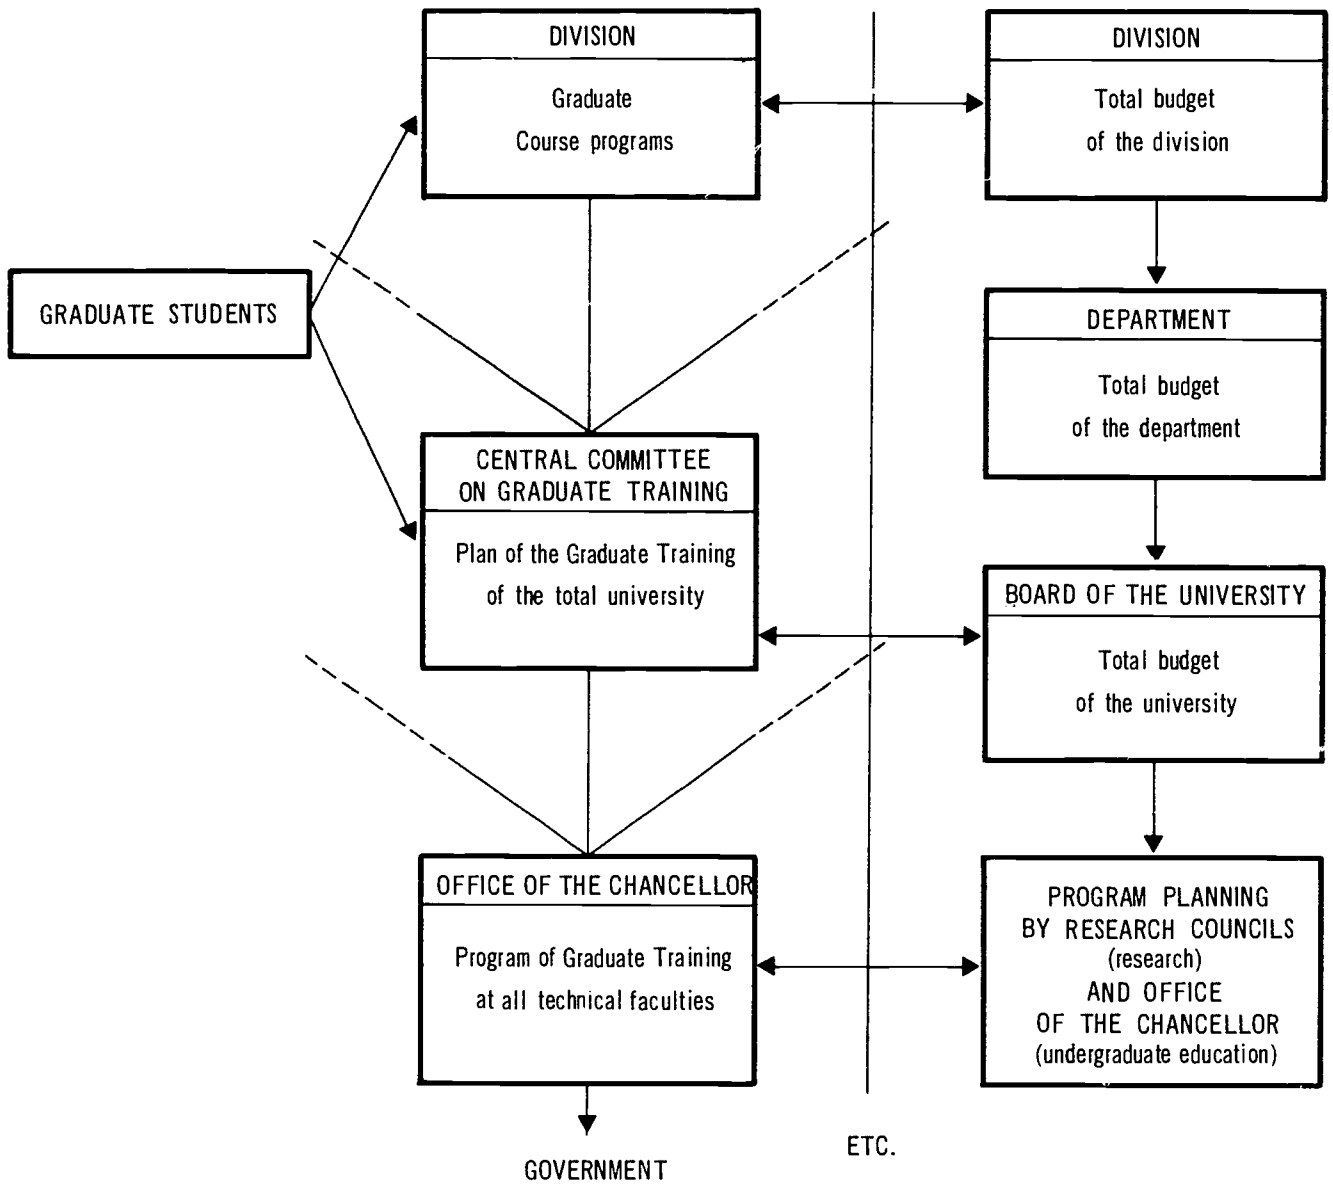 DIVISION
Graduate
Course programs
DIVISION
Total budget
of the division
GRADUATE STUDENTS
DEPARTMENT
Total budget
of the department
CENTRAL COMMITTEE
ON GRADUATE TRAINING
Plan of the Graduate Training
of the total university
BOARD OF THE UNIVERSITY
Total budget
of the university
OFFICE OF THE CHANCELLOR
Program of Graduate Training
at all technical faculties
PROGRAM PLANNING
BY RESEARCH COUNCILS
(research)
AND OFFICE
OF THE CHANCELLOR
(undergraduate education)
ETC.
GOVERNMENT